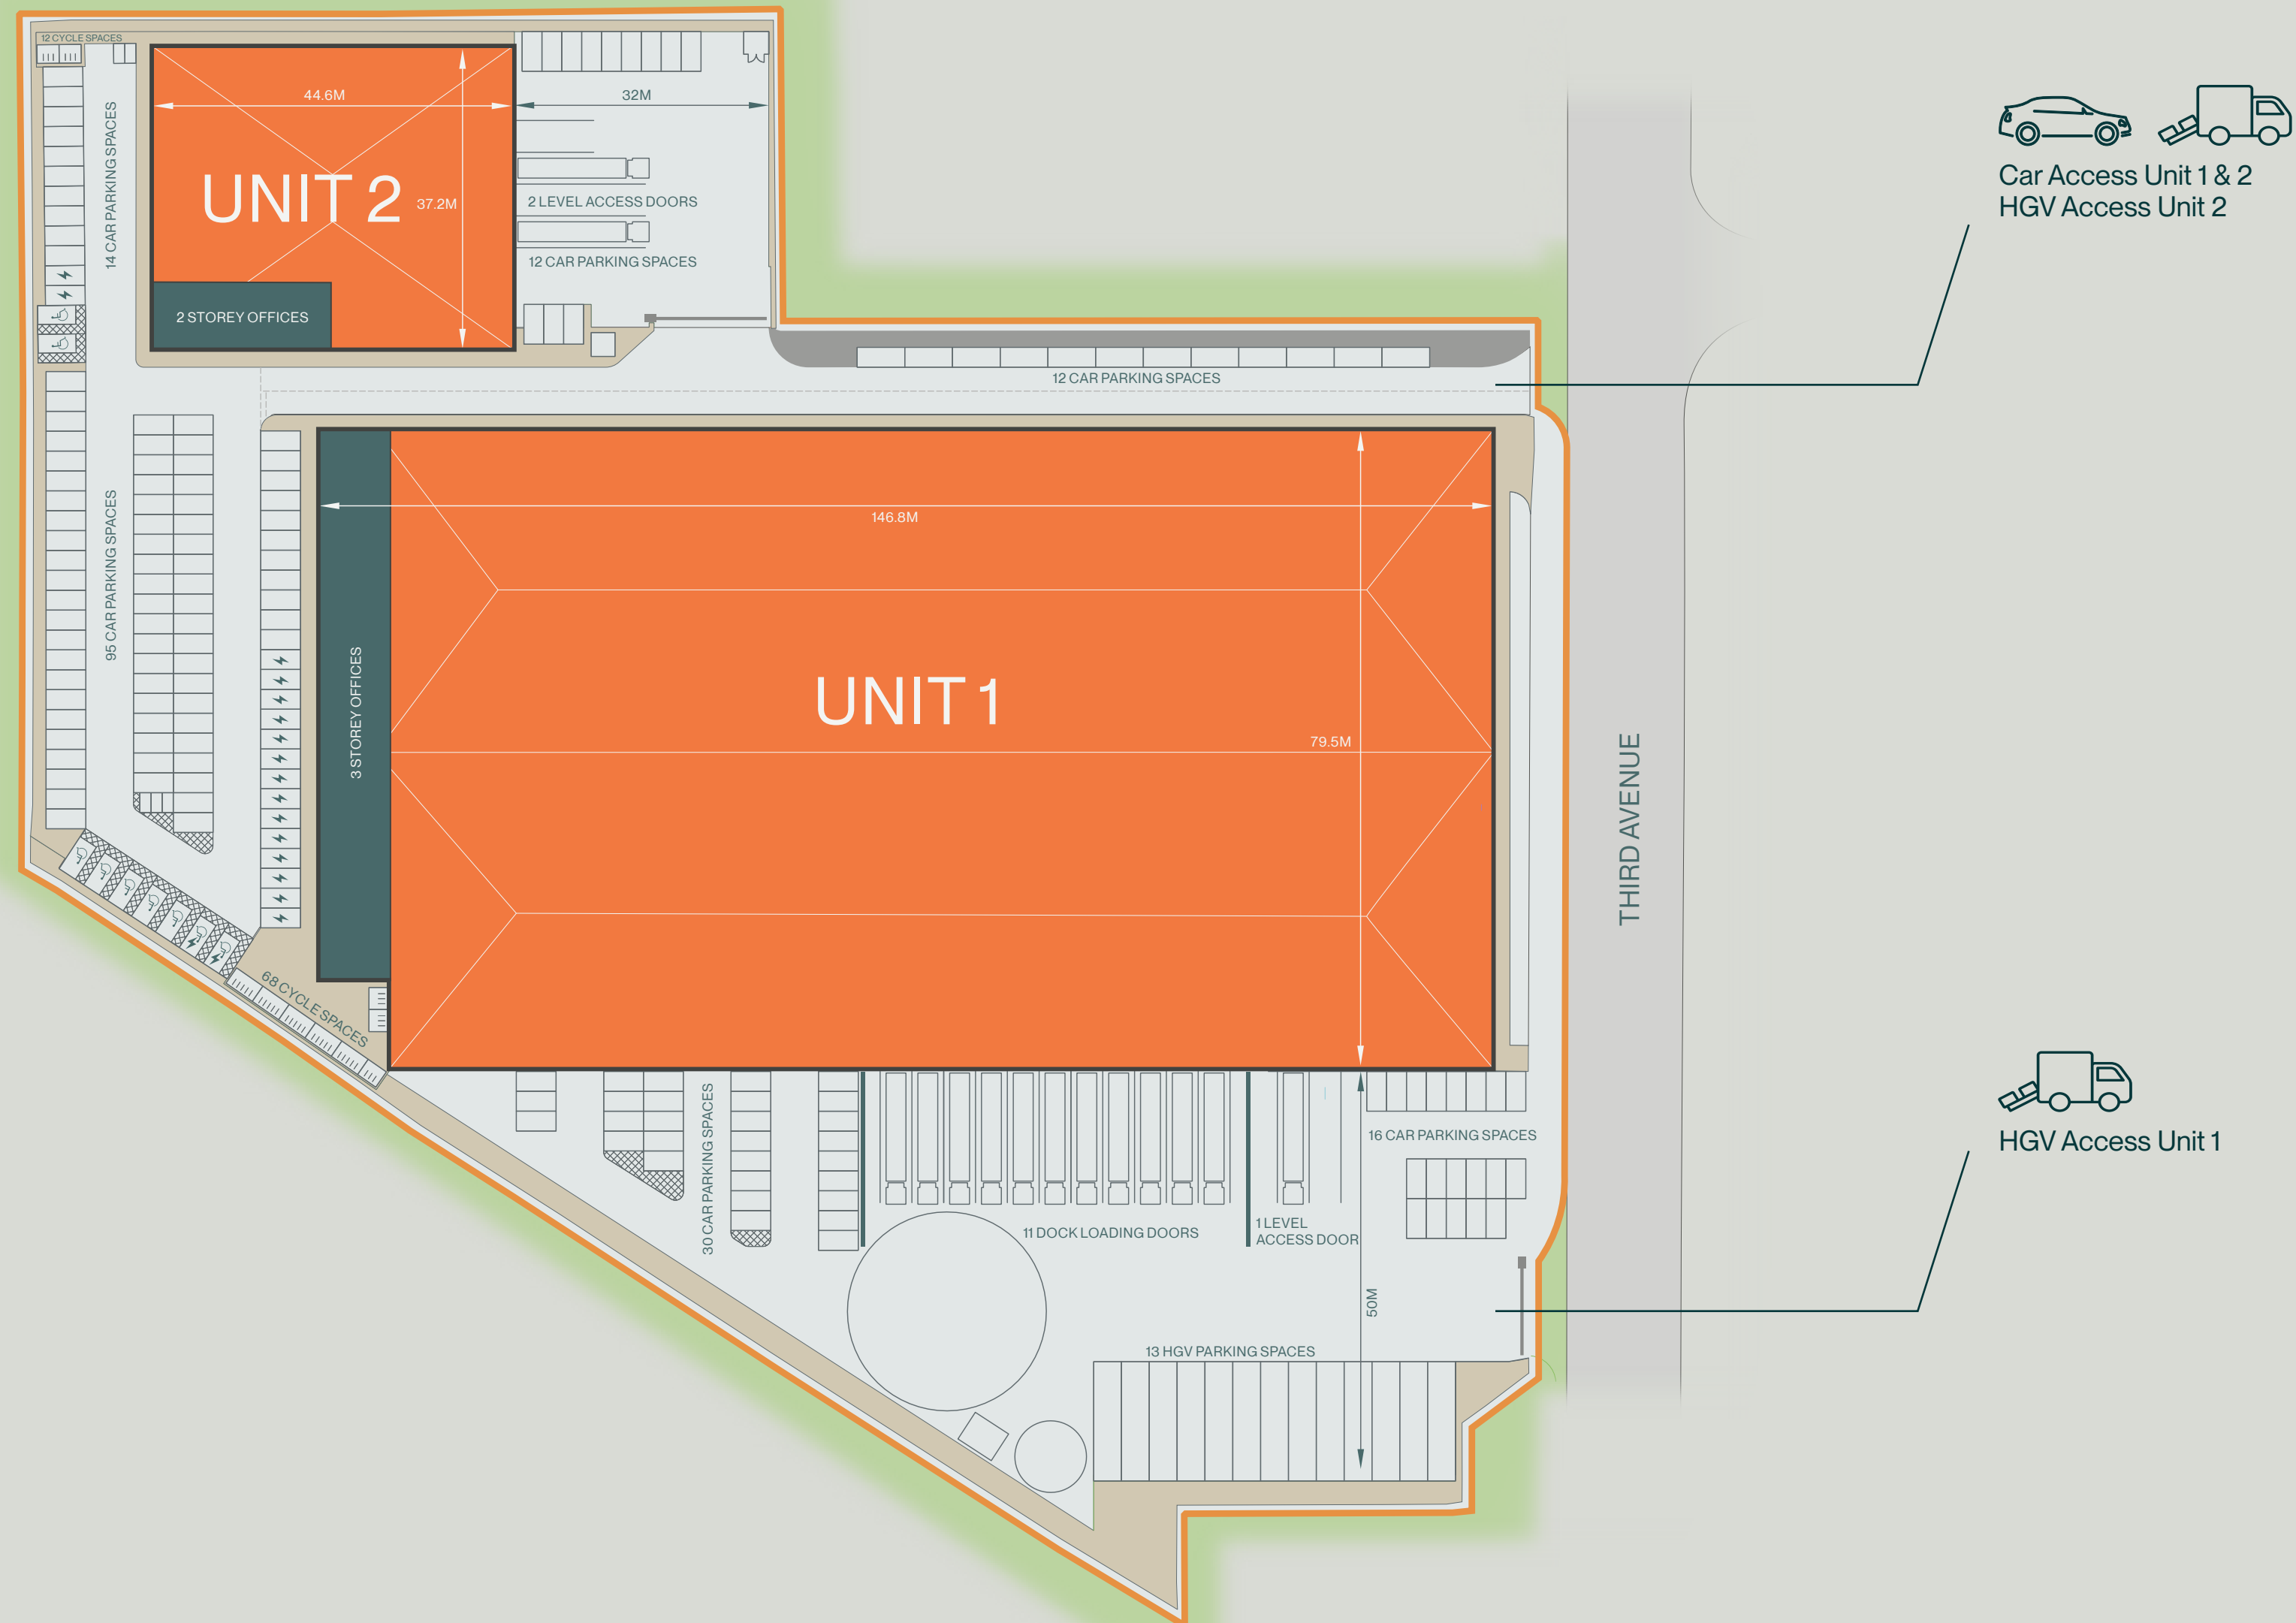 12 CYCLE SPACES
14 CAR PARKING SPACES
44.6M
32M
UNIT 2
37.2M
2 LEVEL ACCESS DOORS
12 CAR PARKING SPACES
2 STOREY OFFICES
Car Access Unit 1 & 2
HGV Access Unit 2
12 CAR PARKING SPACES
95 CAR PARKING SPACES
146.8M
3 STOREY OFFICES
UNIT 1
79.5M
THIRD AVENUE
68 CYCLE SPACES
30 CAR PARKING SPACES
16 CAR PARKING SPACES
11 DOCK LOADING DOORS
1 LEVEL
ACCESS DOOR
50M
13 HGV PARKING SPACES
HGV Access Unit 1